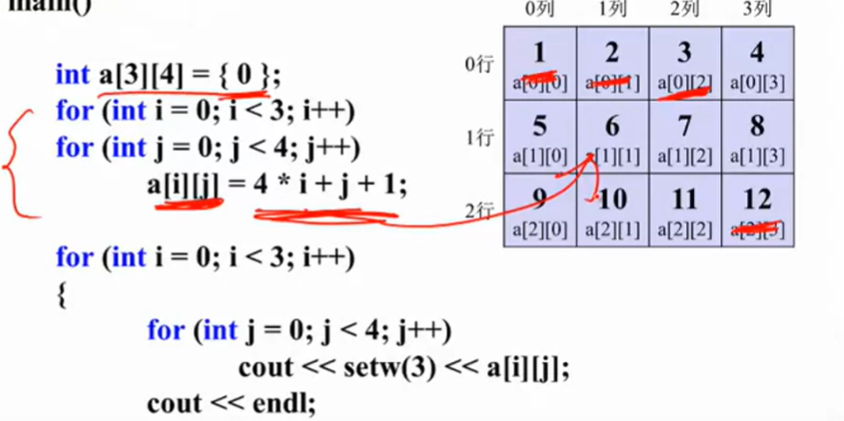 main()
int a[3][4] = { 0 };
for (int i = 0; i < 3; i++)
for (int j = 0; j < 4; j++)
a[i][j] = 4 * i + j + 1;
for (int i = 0; i < 3; i++)
{
for (int j = 0; j < 4; j++)
cout << setw(3) << a[i][j];
cout << endl;
0列 1列 2列 3列
0行 1 2 3 4
a[0][0] a[0][1] a[0][2] a[0][3]
1行 5 6 7 8
a[1][0] a[1][1] a[1][2] a[1][3]
2行 9 10 11 12
a[2][0] a[2][1] a[2][2] a[2][3]